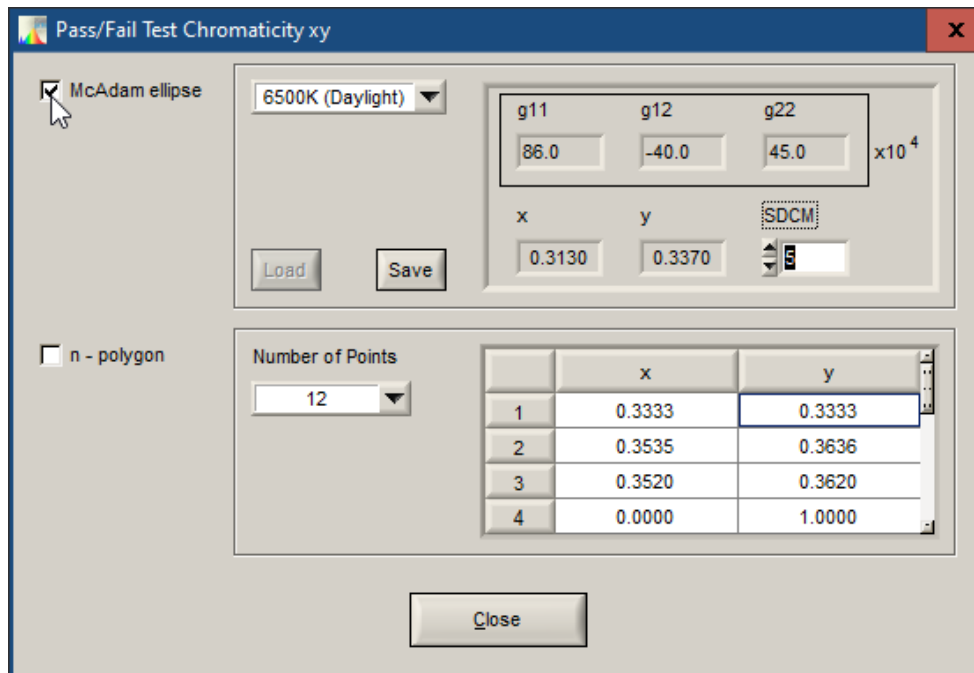 Pass/Fail Test Chromaticity xy
McAdam ellipse
6500K (Daylight)
g11 g12 g22
86.0 -40.0 45.0 x10 4
x y SDCM
0.3130 0.3370 5
Load Save
n - polygon
Number of Points
12
x y
1 0.3333 0.3333
2 0.3535 0.3636
3 0.3520 0.3620
4 0.0000 1.0000
Close